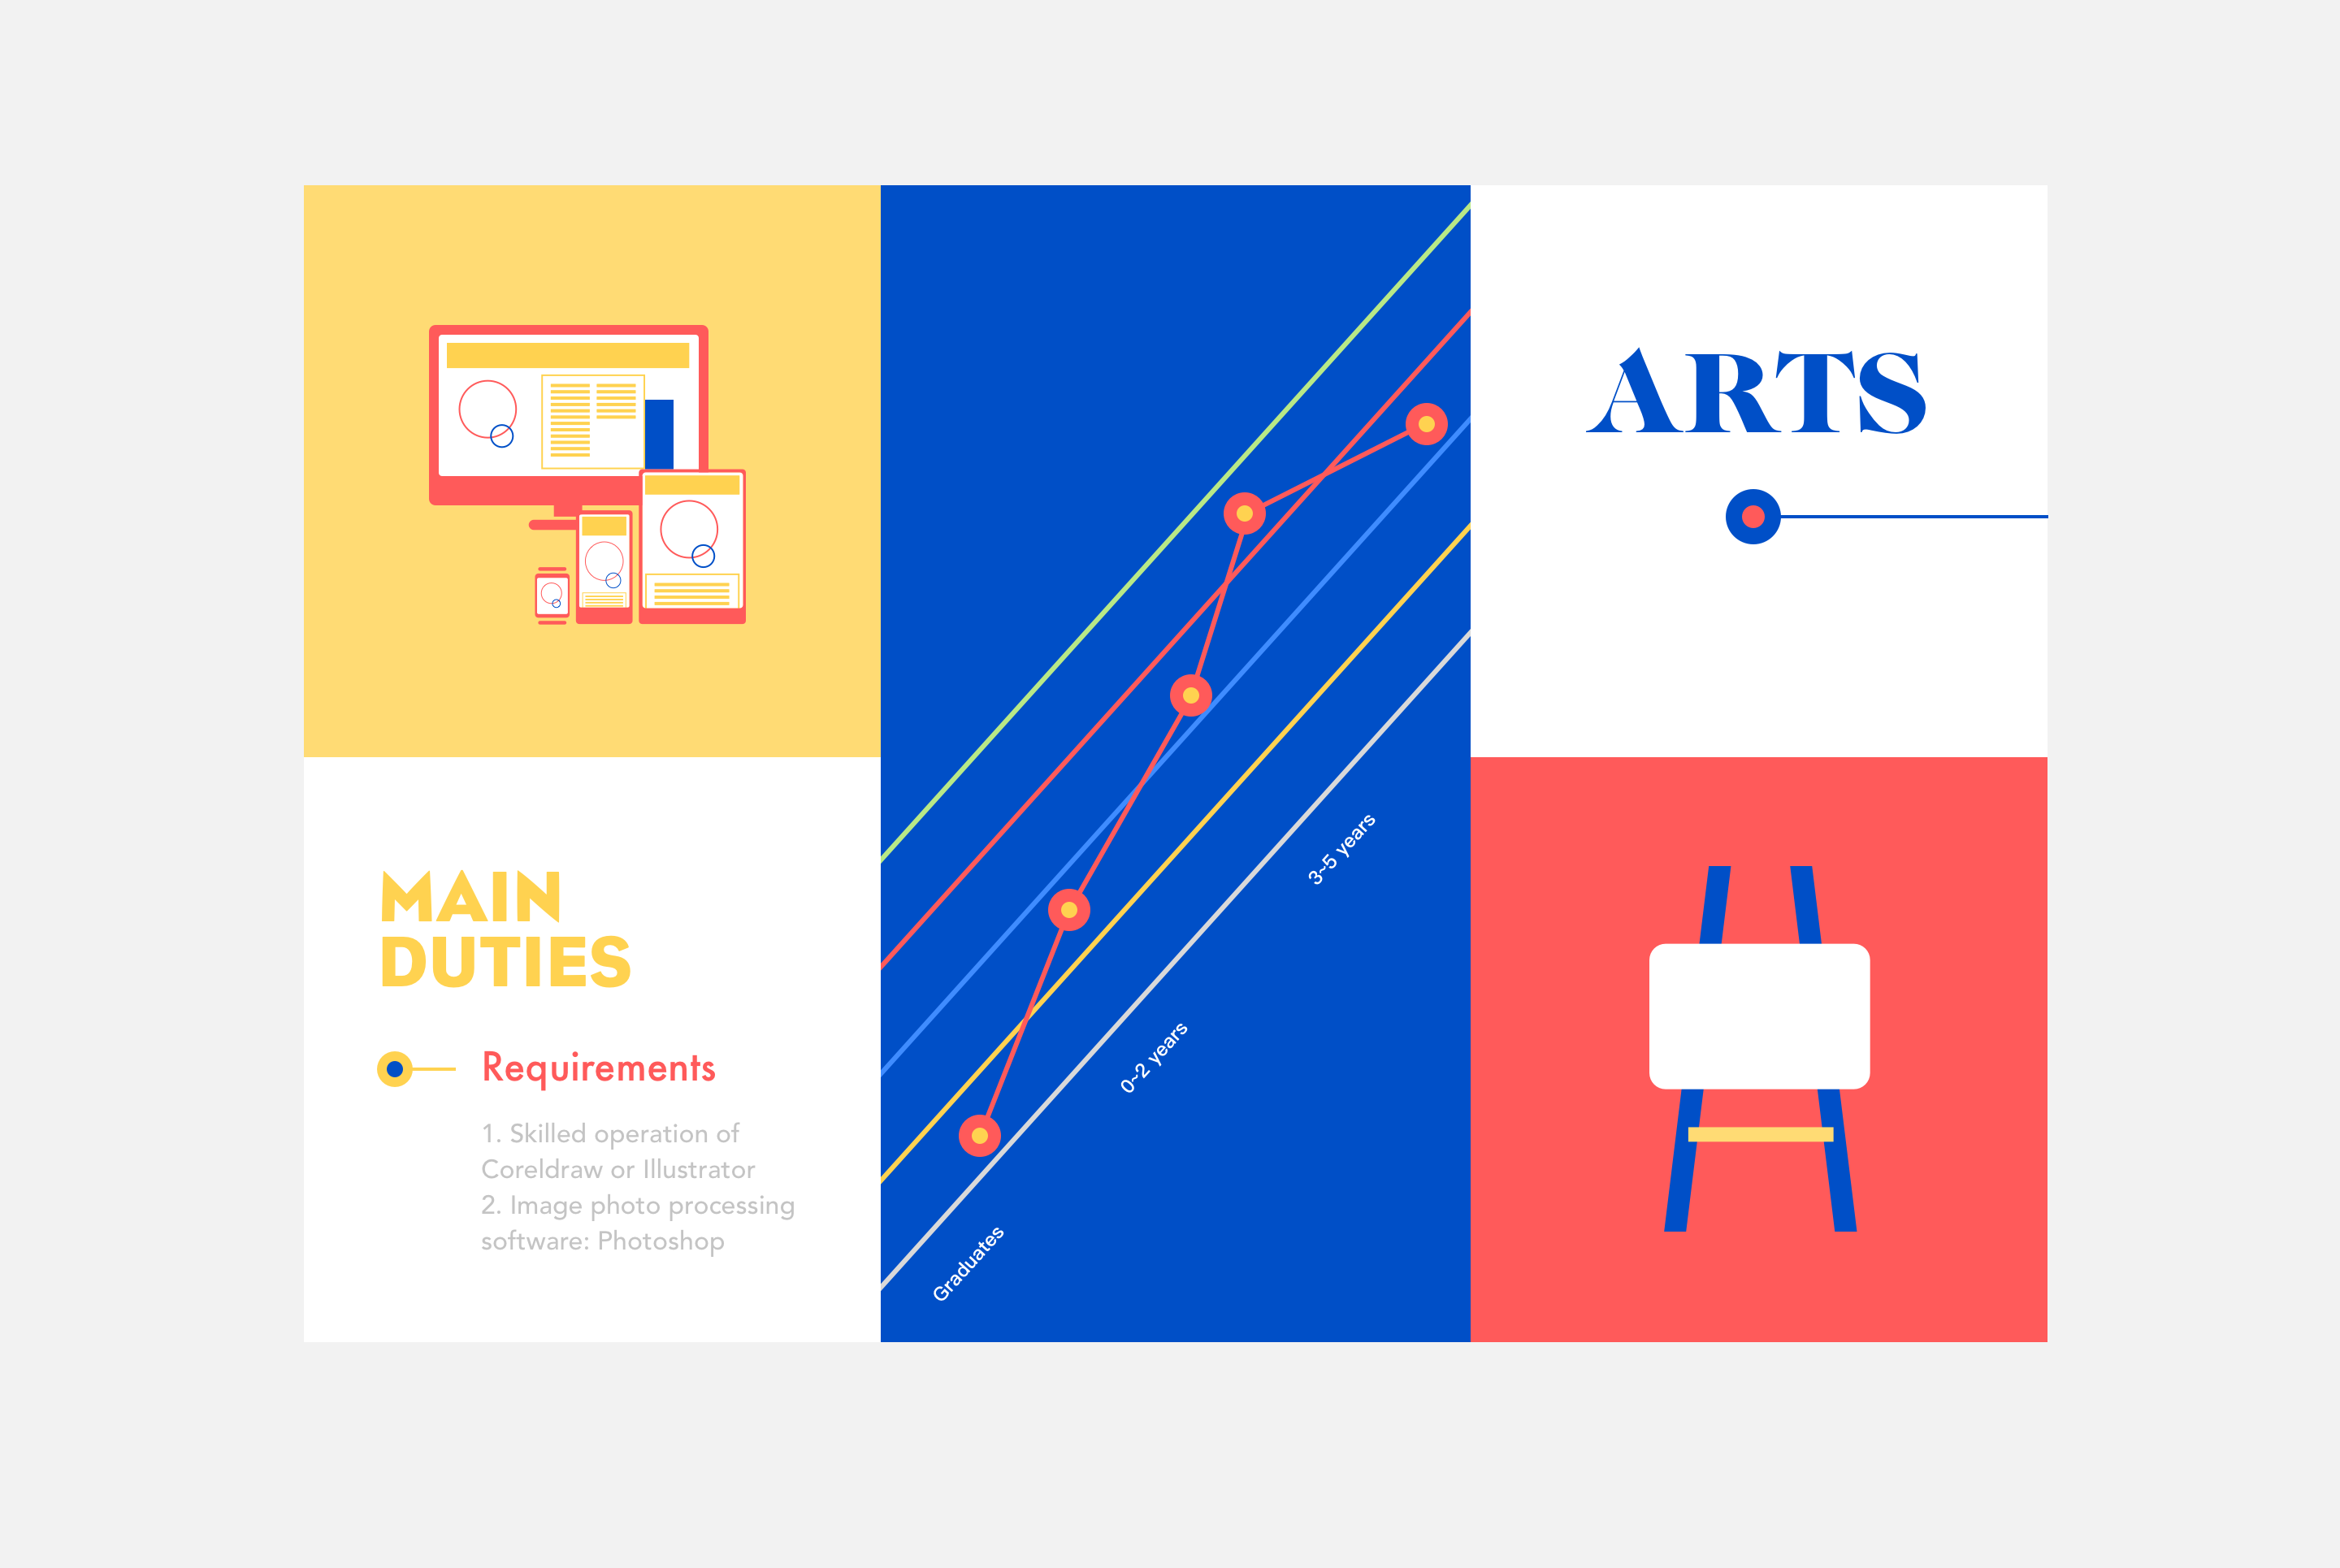 MAIN
DUTIES
Requirements
1. Skilled operation of
Coreldraw or Illustrator
2. Image photo processing
software: Photoshop
Graduates
0~2 years
3~5 years
ARTS